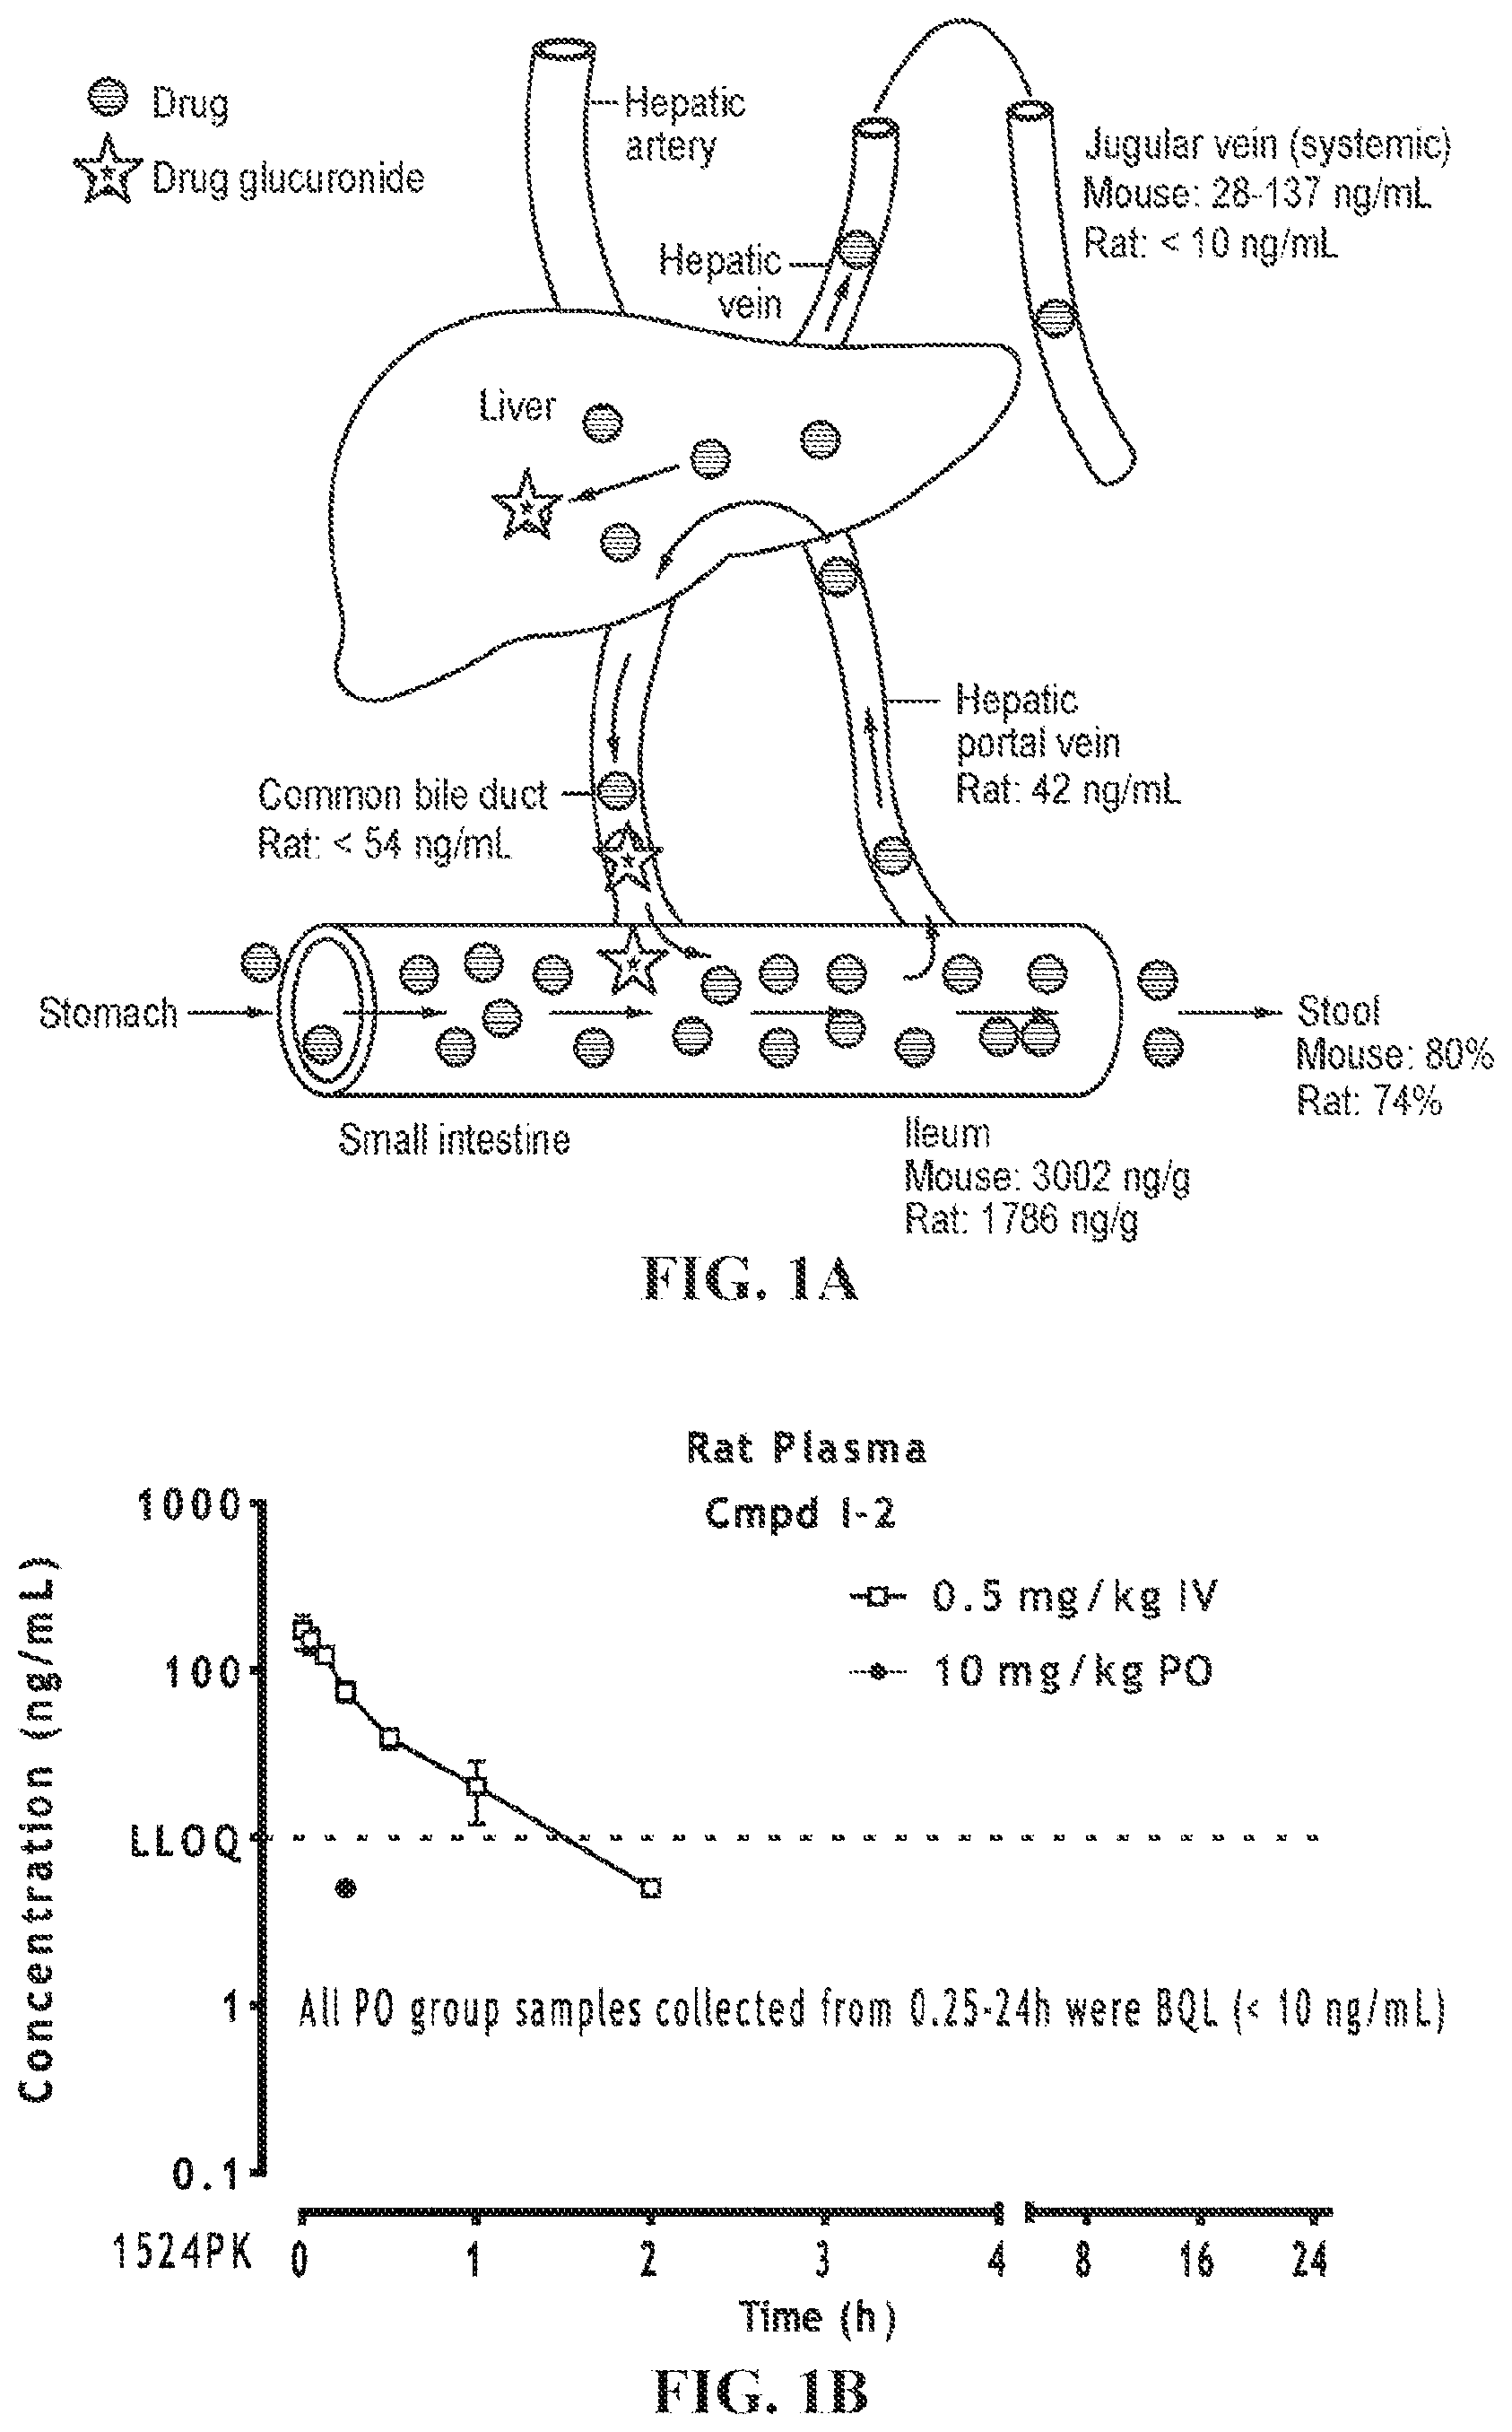 Drug
Drug glucuronide
Hepatic
artery
Jugular vein (systemic)
Mouse: 28-137 ng/mL
Rat: < 10 ng/mL
Hepatic
vein
Liver
Hepatic
portal vein
Rat: 42 ng/mL
Common bile duct
Rat: < 54 ng/mL
Stomach
Stool
Mouse: 80%
Rat: 74%
Small intestine
Ileum
Mouse: 3002 ng/g
Rat: 1786 ng/g
FIG. 1A
Rat Plasma
Cmpd I-2
0.5 mg/kg IV
10 mg/kg PO
Concentration (ng/mL)
1000
100
LLOQ
1
0.1
All PO group samples collected from 0.25-24h were BQL (< 10 ng/mL)
1524PK
0 1 2 3 4 8 16 24
Time (h)
FIG. 1B